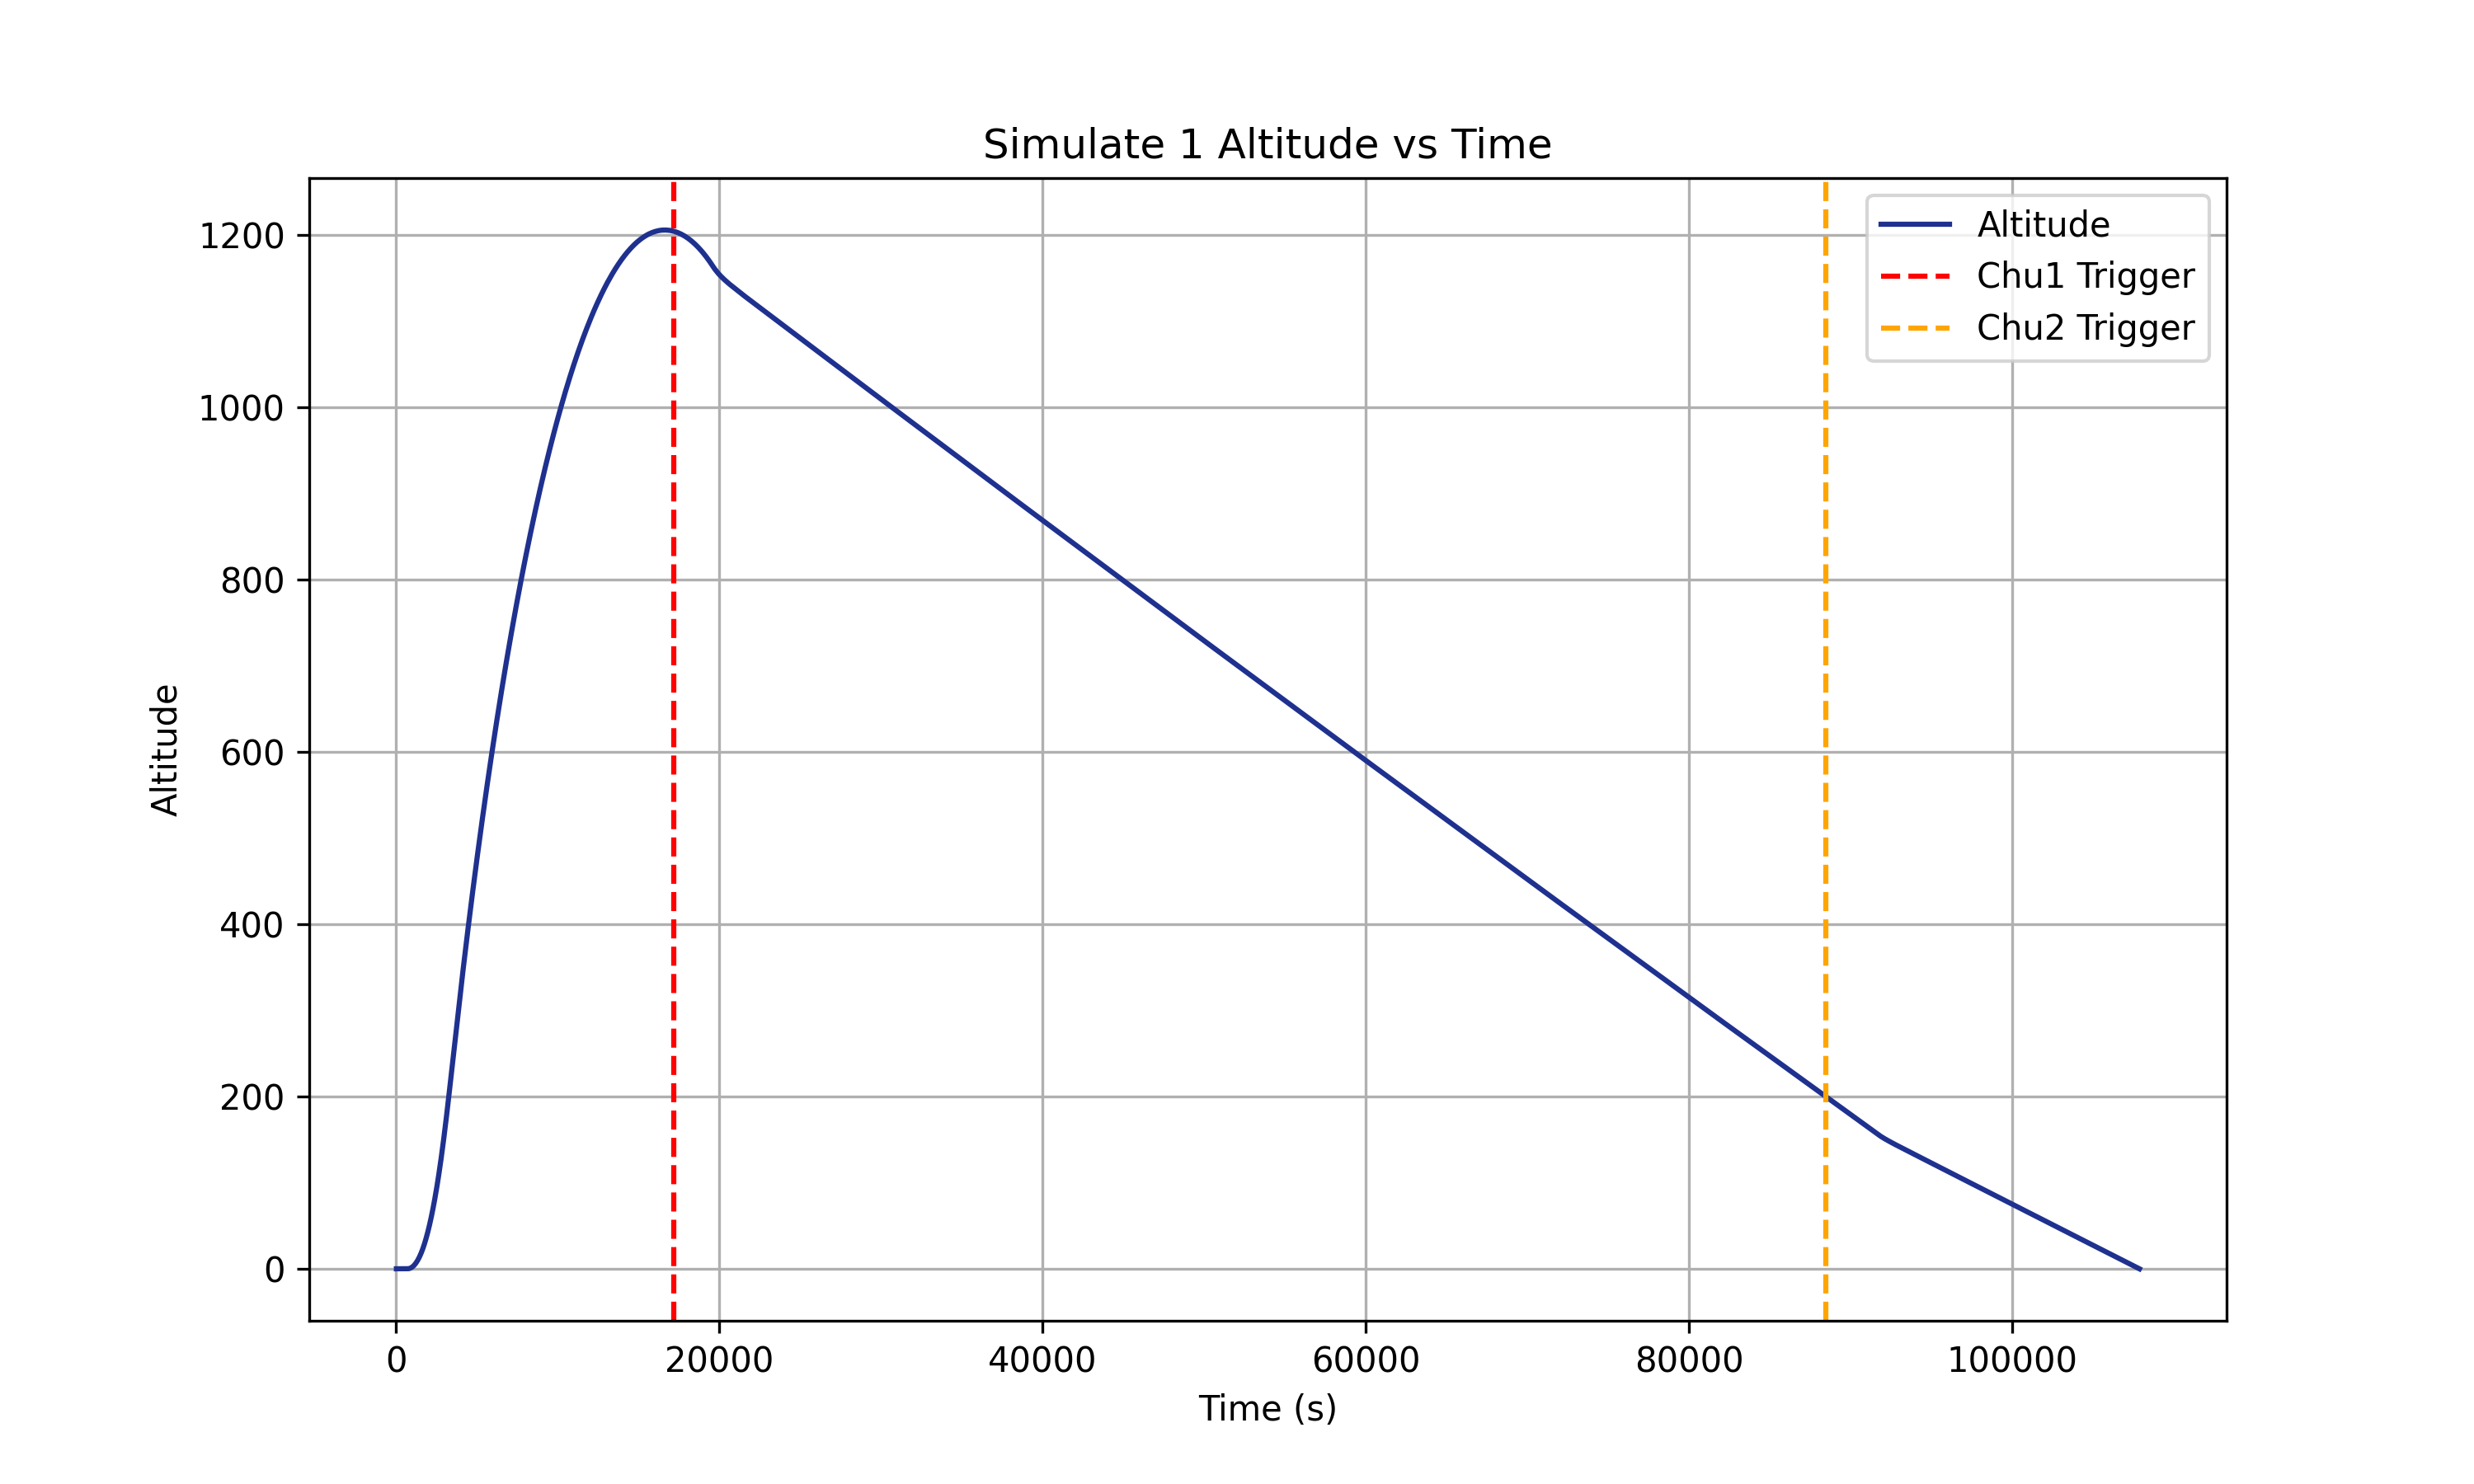 Simulate 1 Altitude vs Time
Altitude
Chu1 Trigger
Chu2 Trigger
1200
1000
800
600
400
200
0
Altitude
0 20000 40000 60000 80000 100000
Time (s)